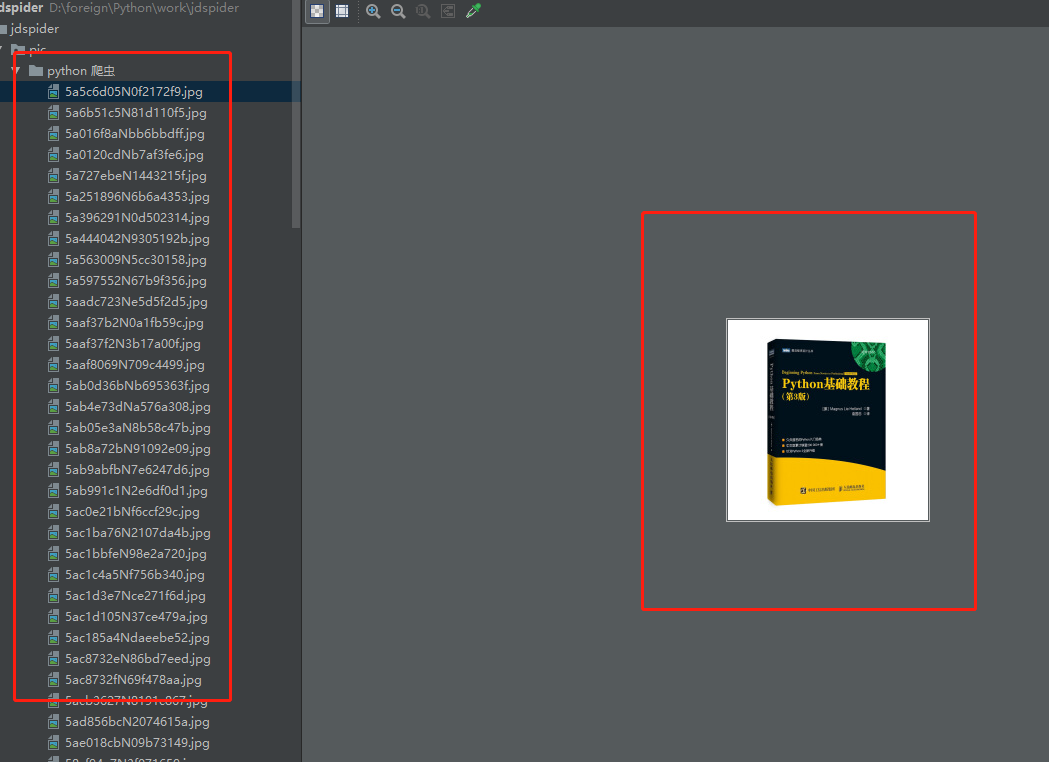 jdspider D:\foreign\Python\work\jdspider
jdspider
pic
python 爬虫
5a5c6d05N0f2172f9.jpg
5a6b51c5N81d110f5.jpg
5a016f8aNbb6bbdff.jpg
5a0120cdNb7af3fe6.jpg
5a727ebeN1443215f.jpg
5a251896N6b6a4353.jpg
5a396291N0d502314.jpg
5a444042N9305192b.jpg
5a563009N5cc30158.jpg
5a597552N67b9f356.jpg
5aadc723Ne5d5f2d5.jpg
5aaf37b2N0a1fb59c.jpg
5aaf37f2N3b17a00f.jpg
5aaf8069N709c4499.jpg
5ab0d36bNb695363f.jpg
5ab4e73dNa576a308.jpg
5ab05e3aN8b58c47b.jpg
5ab8a72bN91092e09.jpg
5ab9abfbN7e6247d6.jpg
5ab991c1N2e6df0d1.jpg
5ac0e21bNf6ccf29c.jpg
5ac1ba76N2107da4b.jpg
5ac1bbfeN98e2a720.jpg
5ac1c4a5Nf756b340.jpg
5ac1d3e7Nce271f6d.jpg
5ac1d105N37ce479a.jpg
5ac185a4Ndaeebe52.jpg
5ac8732eN86bd7eed.jpg
5ac8732fN69f478aa.jpg
5acb3627N8191c867.jpg
5ad856bcN2074615a.jpg
5ae018cbN09b73149.jpg
Beginning Python
Python基础教程
(第3版)